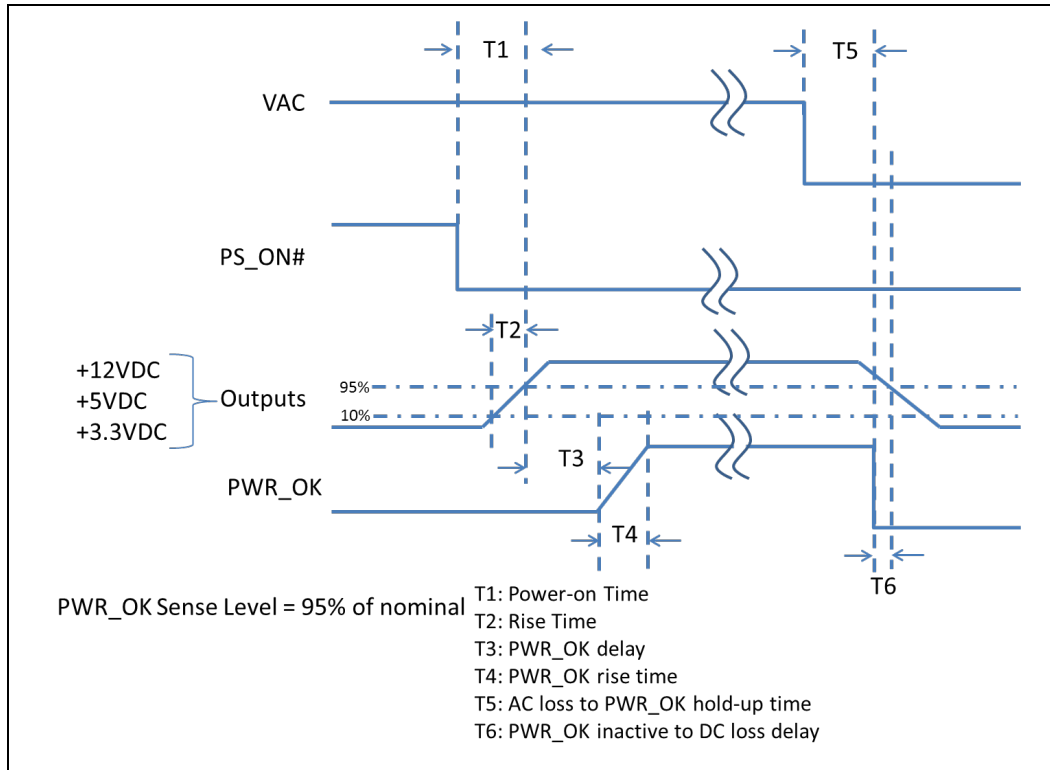 T1
T5
VAC
PS_ON#
T2
+12VDC
+5VDC
+3.3VDC
Outputs
95%
10%
T3
PWR_OK
T4
T6
PWR_OK Sense Level = 95% of nominal
T1: Power-on Time
T2: Rise Time
T3: PWR_OK delay
T4: PWR_OK rise time
T5: AC loss to PWR_OK hold-up time
T6: PWR_OK inactive to DC loss delay